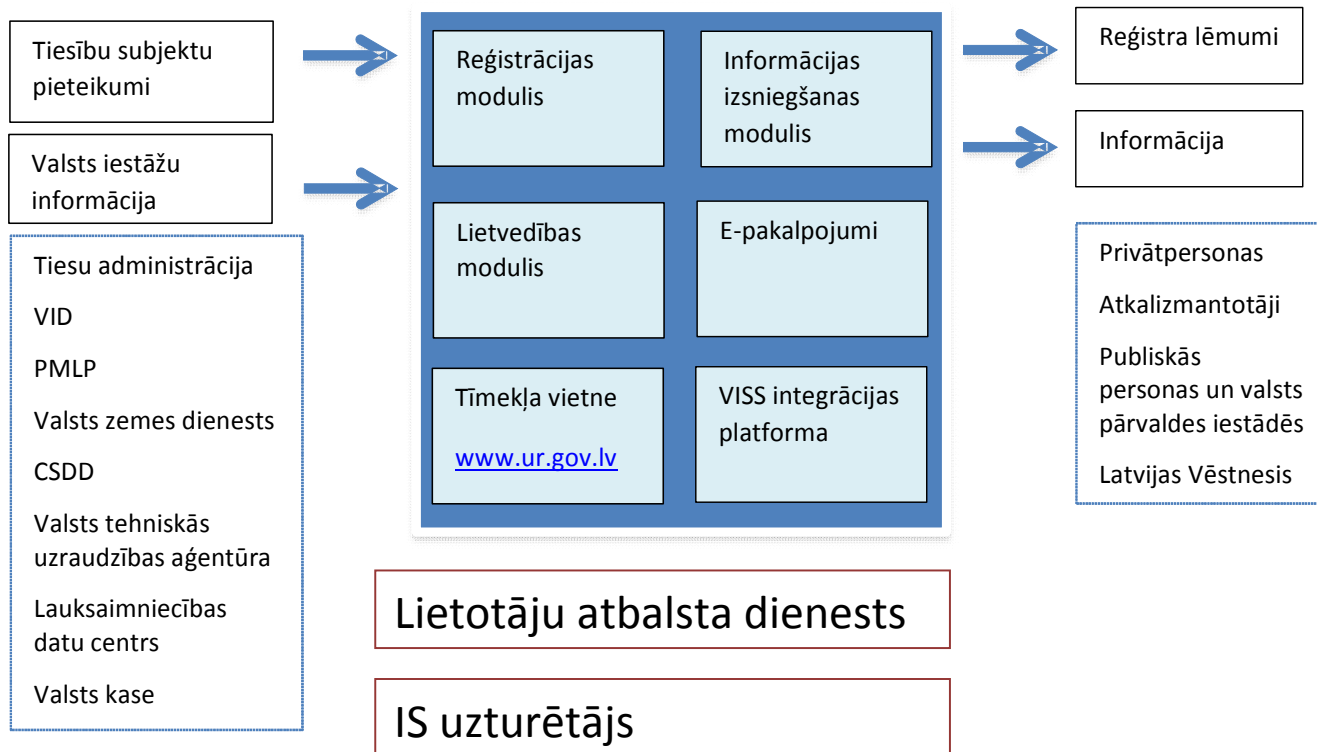 Tiesību subjektu
pieteikumi
Valsts iestāžu
informācija
Tiesu administrācija
VID
PMLP
Valsts zemes dienests
CSDD
Valsts tehniskās
uzraudzības aģentūra
Lauksaimniecības
datu centrs
Valsts kase
Reģistrācijas
modulis
Informācijas
izsniegšanas
modulis
Lietvedības
modulis
E-pakalpojumi
Tīmekļa vietne
www.ur.gov.lv
VISS integrācijas
platforma
Lietotāju atbalsta dienests
IS uzturētājs
Reģistra lēmumi
Informācija
Privātpersonas
Atkalizmantotāji
Publiskās
personas un valsts
pārvaldes iestādēs
Latvijas Vēstnesis